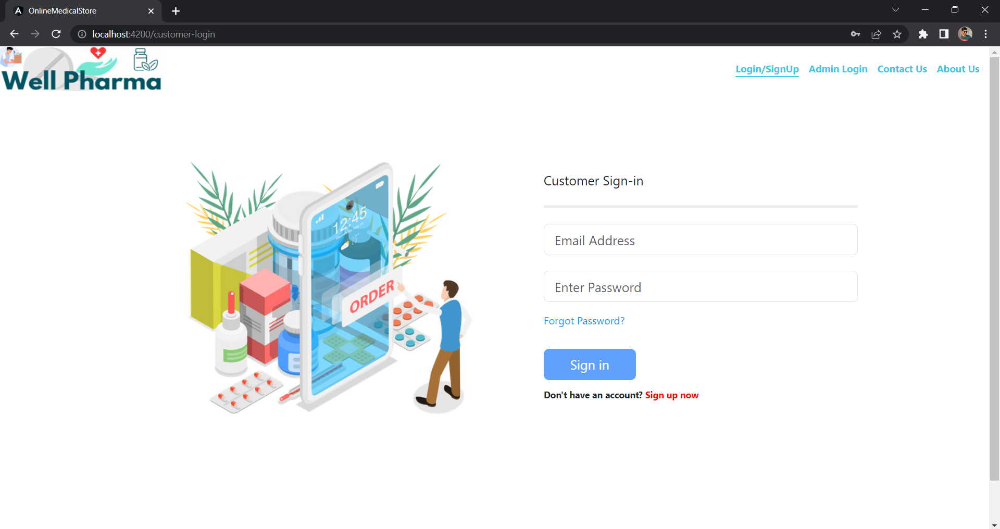 OnlineMedicalStore
localhost:4200/customer-login
Well Pharma
Login/SignUp Admin Login Contact Us About Us
12:45
23°
ORDER
Customer Sign-in
Email Address
Enter Password
Forgot Password?
Sign in
Don't have an account? Sign up now